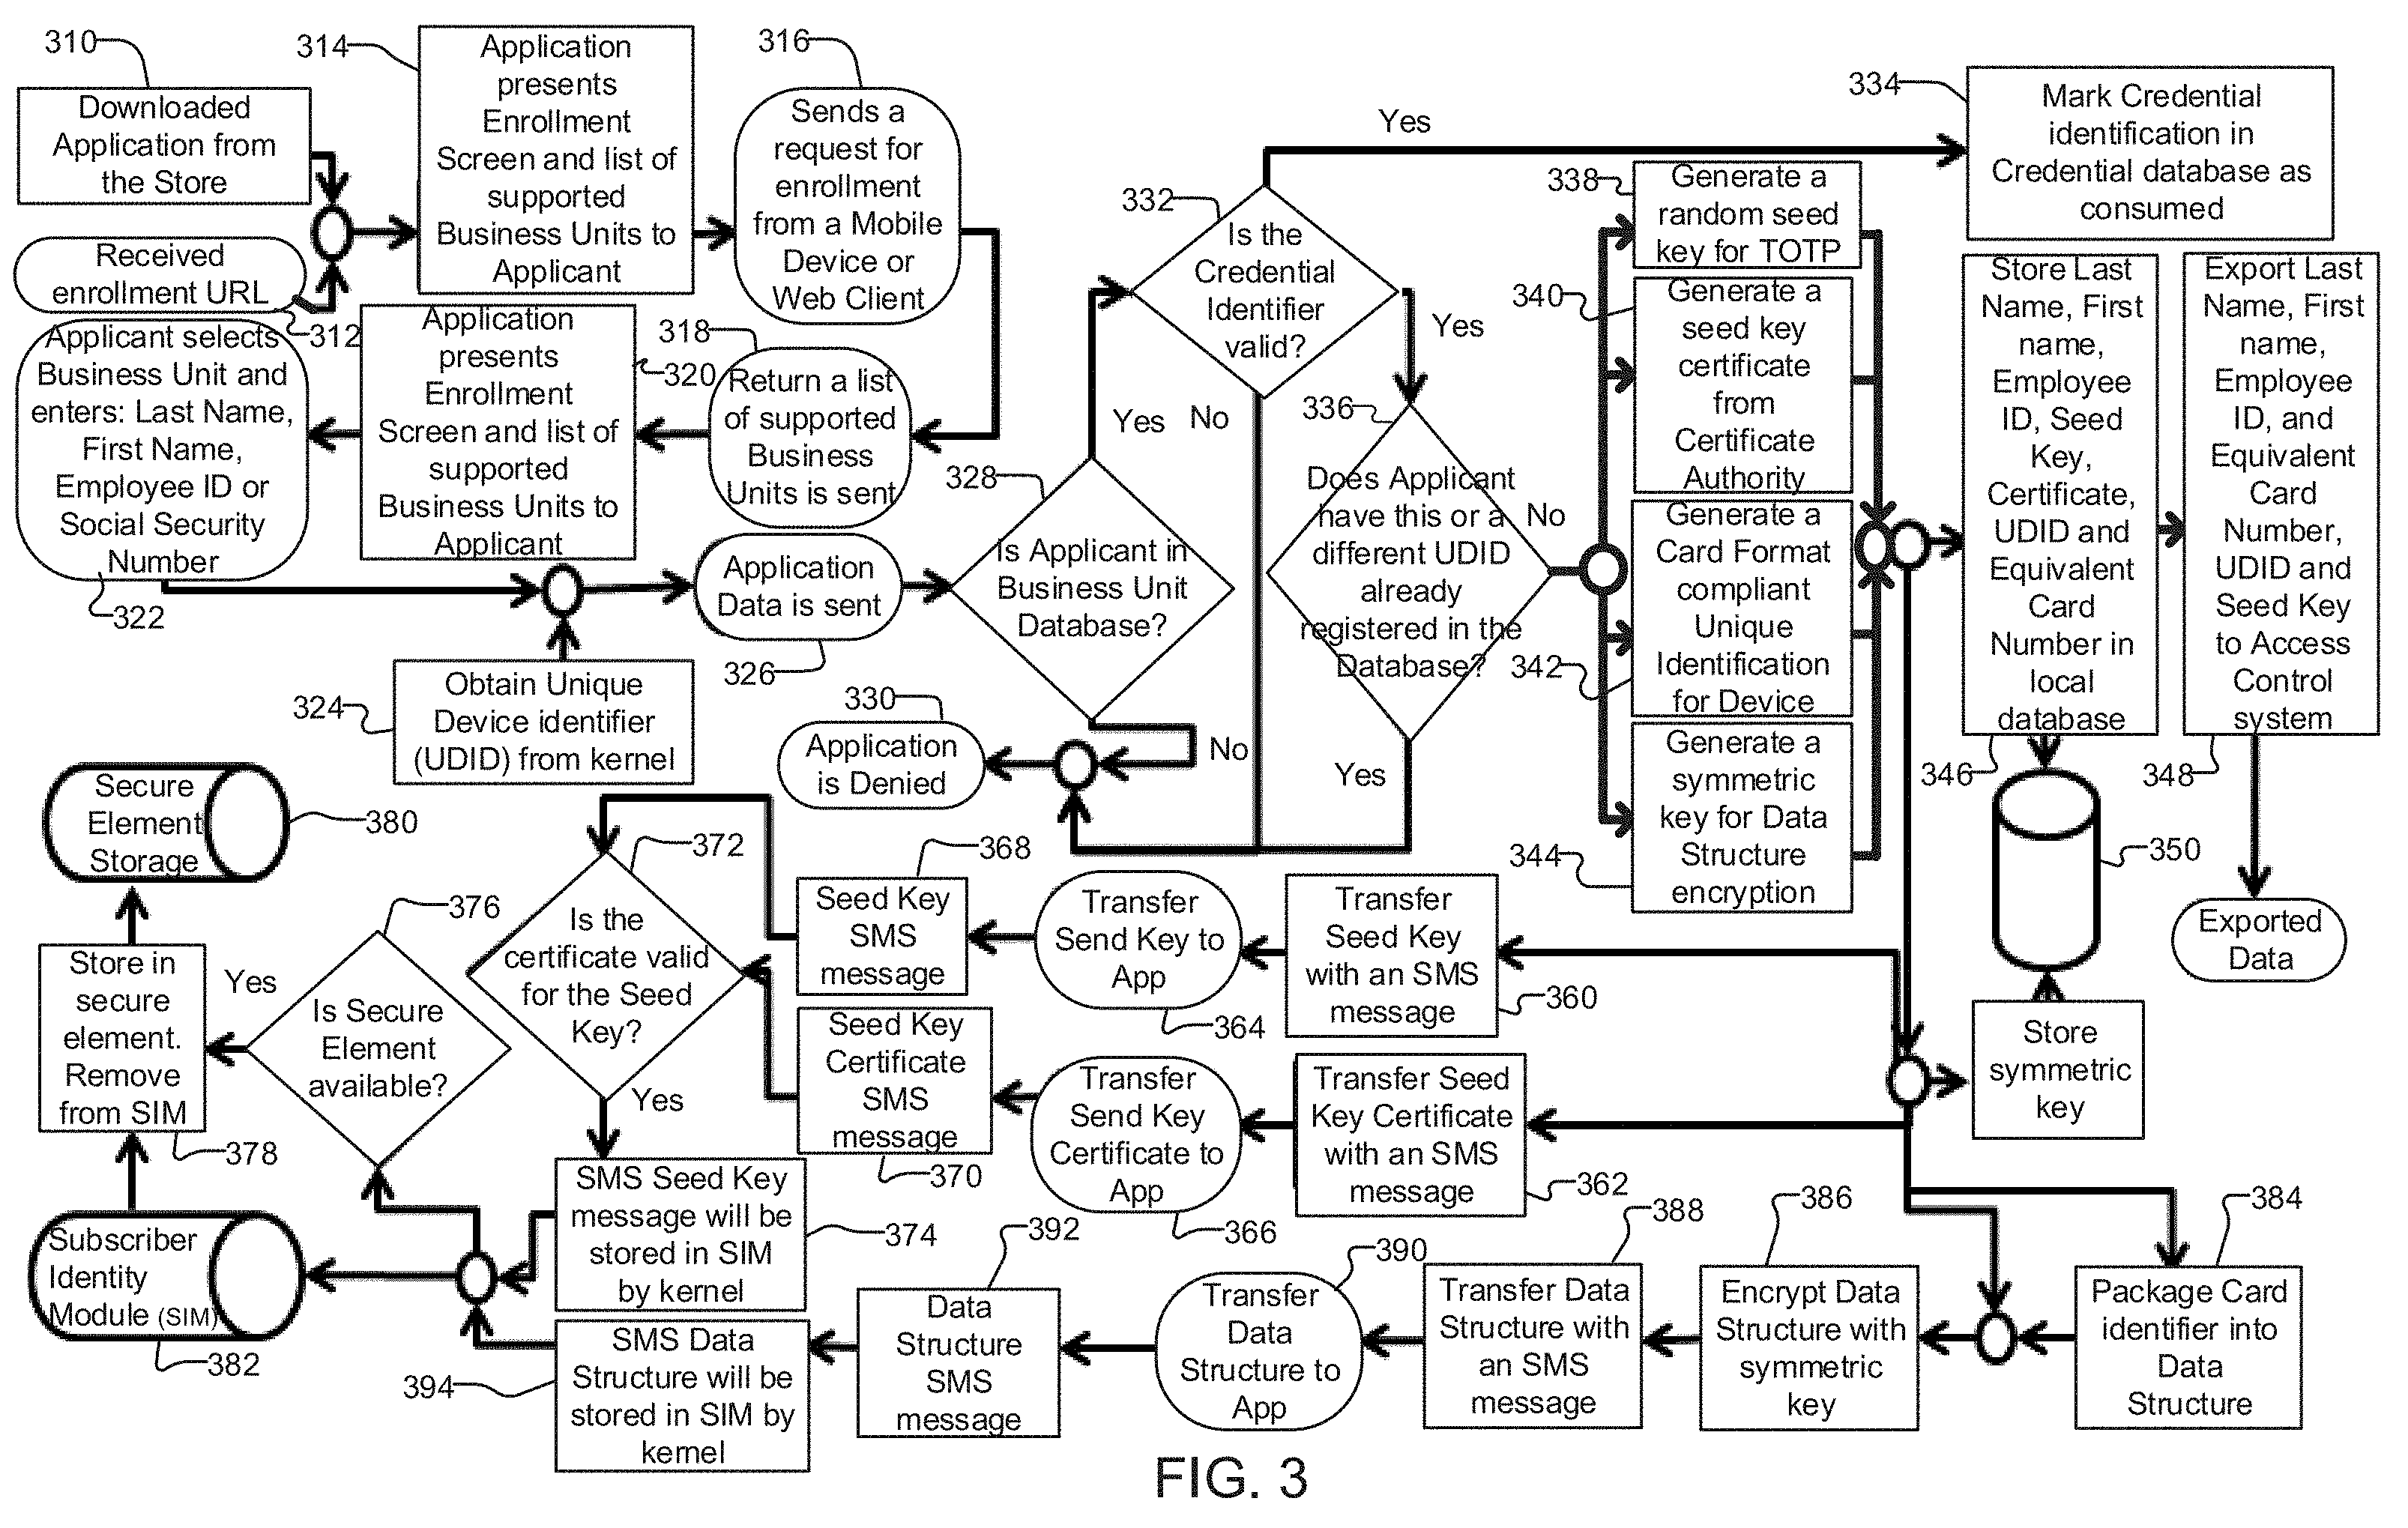 310
Downloaded
Application from
the Store
Received
enrollment URL
312
314
Application
presents
Enrollment
Screen and list of
supported
Business Units to
Applicant
316
Sends a
request for
enrollment
from a Mobile
Device or
Web Client
318
Return a list
of supported
Business
Units is sent
320
Application
presents
Enrollment
Screen and list of
supported
Business Units to
Applicant
Applicant selects
Business Unit and
enters: Last Name,
First Name,
Employee ID or
Social Security
Number
322
324
Obtain Unique
Device identifier
(UDID) from kernel
Application
Data is sent
326
328
Is Applicant in
Business Unit
Database?
Yes
No
330
Application
is Denied
332
Is the
Credential
Identifier
valid?
Yes
Yes
No
334
Mark Credential
identification in
Credential database as
consumed
336
Does Applicant
have this or a
different UDID
already
registered in the
Database?
No
Yes
338
Generate a
random seed
key for TOTP
340
Generate a
seed key
certificate
from
Certificate
Authority
342
Generate a
Card Format
compliant
Unique
Identification
for Device
344
Generate a
symmetric
key for Data
Structure
encryption
Store Last
Name, First
name,
Employee
ID, Seed
Key,
Certificate,
UDID and
Equivalent
Card
Number in
local
database
346
Export Last
Name, First
name,
Employee
ID, and
Equivalent
Card
Number,
UDID and
Seed Key
to Access
Control
system
348
350
Exported
Data
Store
symmetric
key
Transfer
Seed Key
with an SMS
message
360
Transfer Seed
Key Certificate
with an SMS
message
362
Transfer
Send Key to
App
364
Transfer
Send Key
Certificate to
App
366
368
Seed Key
SMS
message
Seed Key
Certificate
SMS
message
370
372
Is the
certificate valid
for the Seed
Key?
Yes
SMS Seed Key
message will be
stored in SIM
by kernel
374
376
Is Secure
Element
available?
Yes
Store in
secure
element.
Remove
from SIM
378
Secure
Element
Storage
380
Subscriber
Identity
Module (SIM)
382
384
Package Card
identifier into
Data
Structure
386
Encrypt Data
Structure with
symmetric
key
388
Transfer Data
Structure with
an SMS
message
390
Transfer
Data
Structure to
App
392
Data
Structure
SMS
message
394
SMS Data
Structure will be
stored in SIM by
kernel
FIG. 3